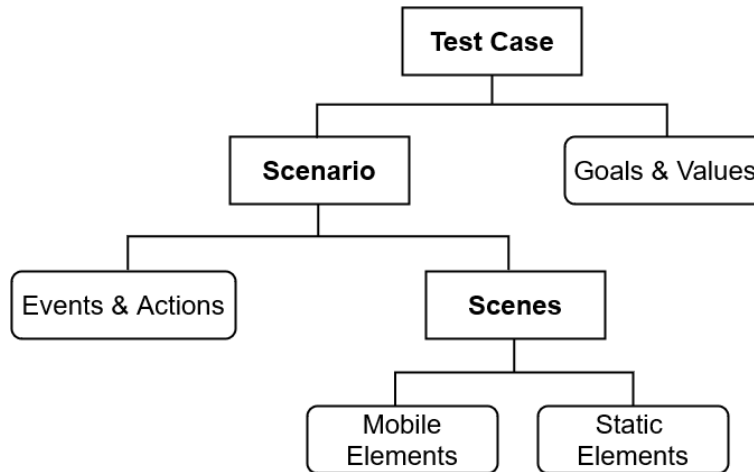 Test Case
Scenario
Goals & Values
Events & Actions
Scenes
Mobile
Elements
Static
Elements